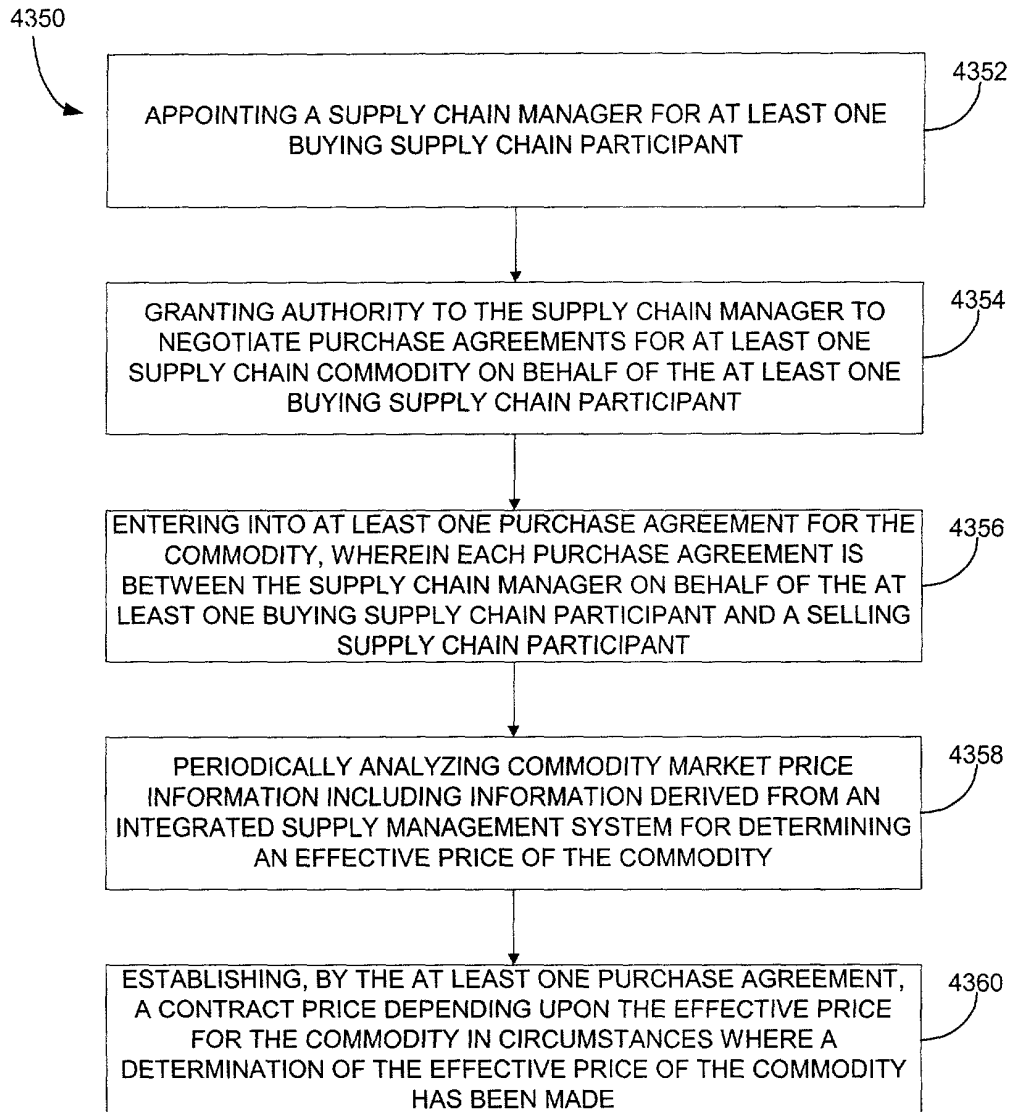 4350
4352
APPOINTING A SUPPLY CHAIN MANAGER FOR AT LEAST ONE
BUYING SUPPLY CHAIN PARTICIPANT
4354
GRANTING AUTHORITY TO THE SUPPLY CHAIN MANAGER TO
NEGOTIATE PURCHASE AGREEMENTS FOR AT LEAST ONE
SUPPLY CHAIN COMMODITY ON BEHALF OF THE AT LEAST ONE
BUYING SUPPLY CHAIN PARTICIPANT
4356
ENTERING INTO AT LEAST ONE PURCHASE AGREEMENT FOR THE
COMMODITY, WHEREIN EACH PURCHASE AGREEMENT IS
BETWEEN THE SUPPLY CHAIN MANAGER ON BEHALF OF THE AT
LEAST ONE BUYING SUPPLY CHAIN PARTICIPANT AND A SELLING
SUPPLY CHAIN PARTICIPANT
4358
PERIODICALLY ANALYZING COMMODITY MARKET PRICE
INFORMATION INCLUDING INFORMATION DERIVED FROM AN
INTEGRATED SUPPLY MANAGEMENT SYSTEM FOR DETERMINING
AN EFFECTIVE PRICE OF THE COMMODITY
4360
ESTABLISHING, BY THE AT LEAST ONE PURCHASE AGREEMENT,
A CONTRACT PRICE DEPENDING UPON THE EFFECTIVE PRICE
FOR THE COMMODITY IN CIRCUMSTANCES WHERE A
DETERMINATION OF THE EFFECTIVE PRICE OF THE COMMODITY
HAS BEEN MADE